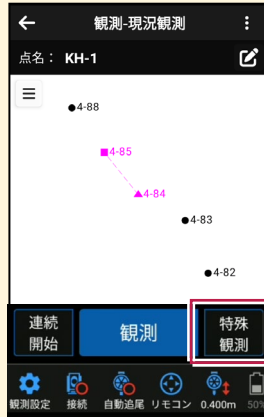 観測-現況観測
点名： KH-1
4-88
4-85
4-84
4-83
4-82
連続
開始
観測
特殊
観測
観測設定 接続 自動追尾 リモコン 0.400m 50%